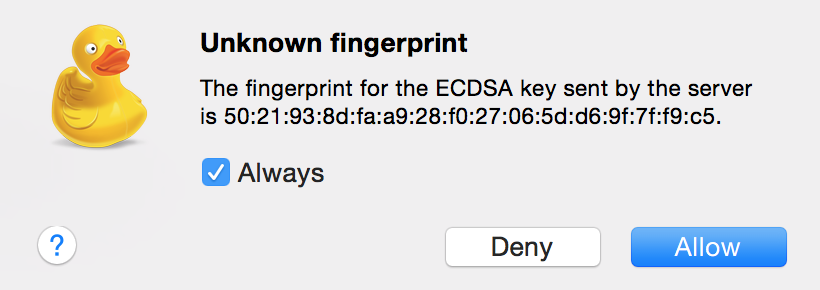 Unknown fingerprint
The fingerprint for the ECDSA key sent by the server
is 50:21:93:8d:fa:a9:28:f0:27:06:5d:d6:9f:7f:f9:c5.
Always
?
Deny
Allow